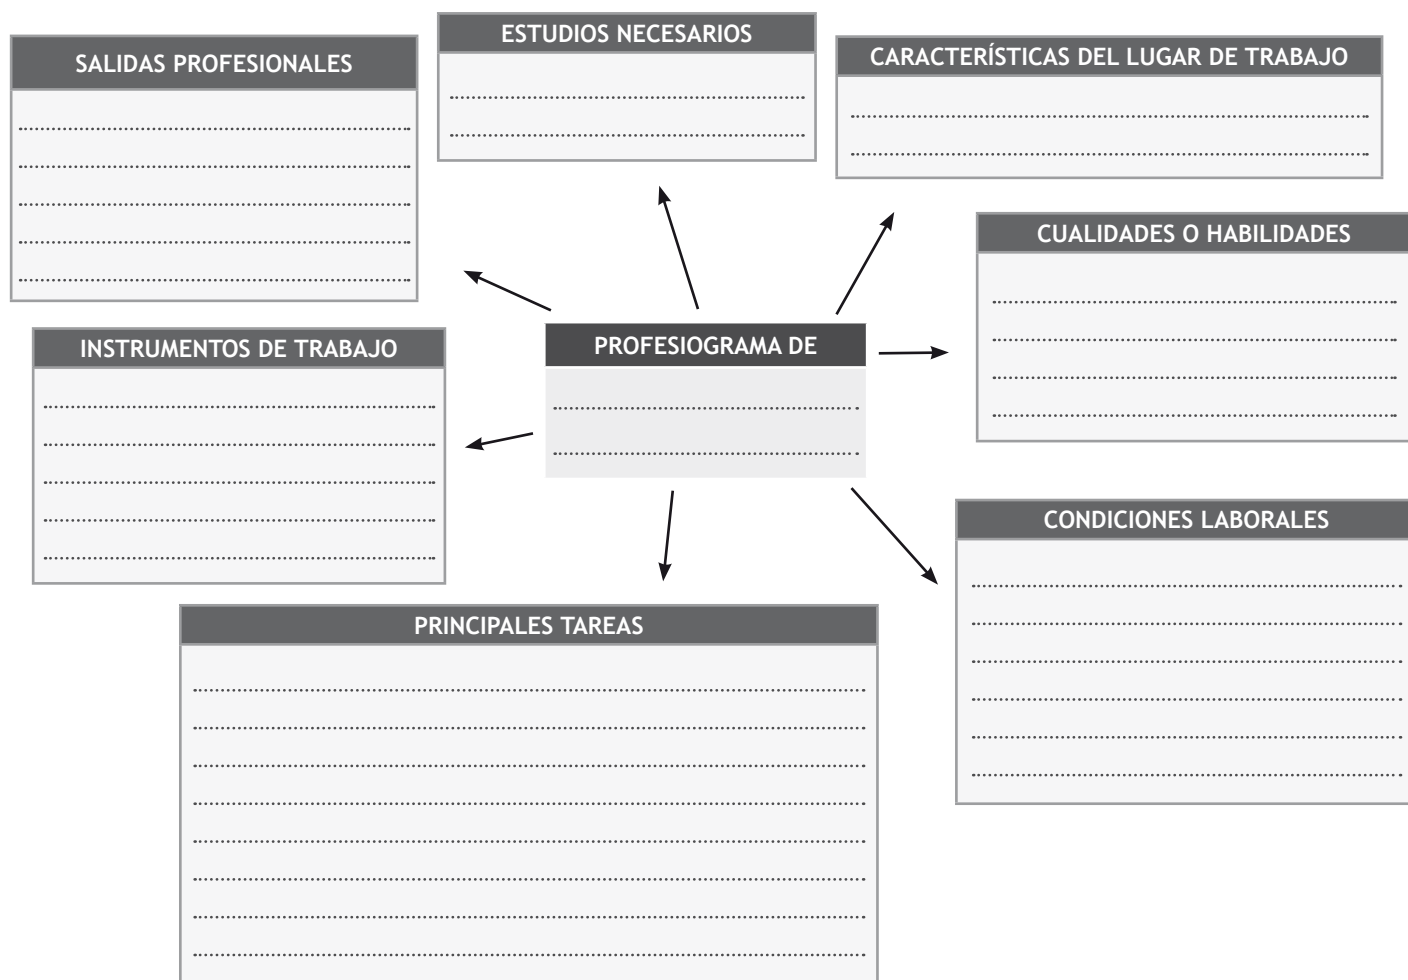 ESTUDIOS NECESARIOS
SALIDAS PROFESIONALES
CARACTERÍSTICAS DEL LUGAR DE TRABAJO
CUALIDADES O HABILIDADES
INSTRUMENTOS DE TRABAJO
PROFESIOGRAMA DE
CONDICIONES LABORALES
PRINCIPALES TAREAS